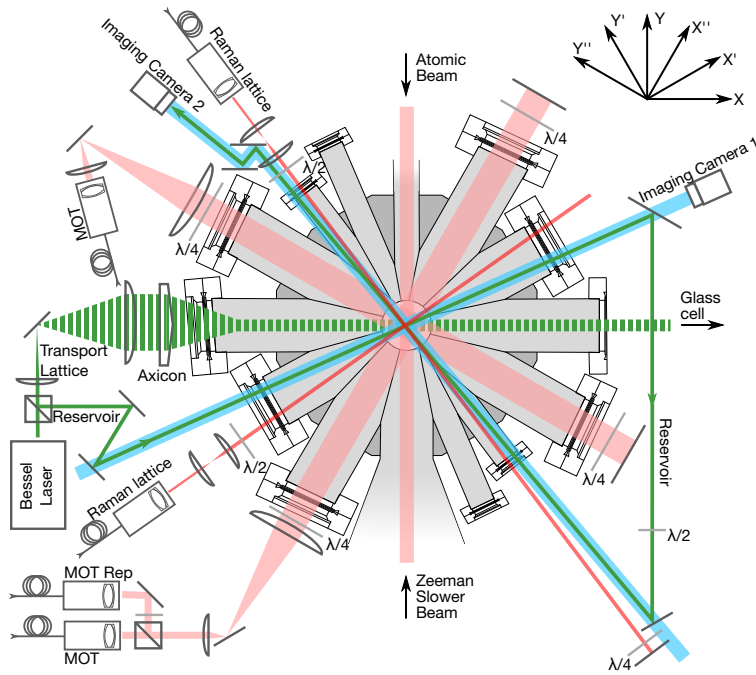 Raman lattice
Imaging Camera 2
Atomic
Beam
Y''
Y'
Y
X''
X'
X
λ/4
λ/2
Imaging Camera 1
MOT
λ/4
Glass
cell
Transport
Lattice
Axicon
Reservoir
Bessel
Laser
Raman lattice
λ/2
λ/4
λ/4
Reservoir
λ/2
MOT Rep
MOT
Zeeman
Slower
Beam
λ/4